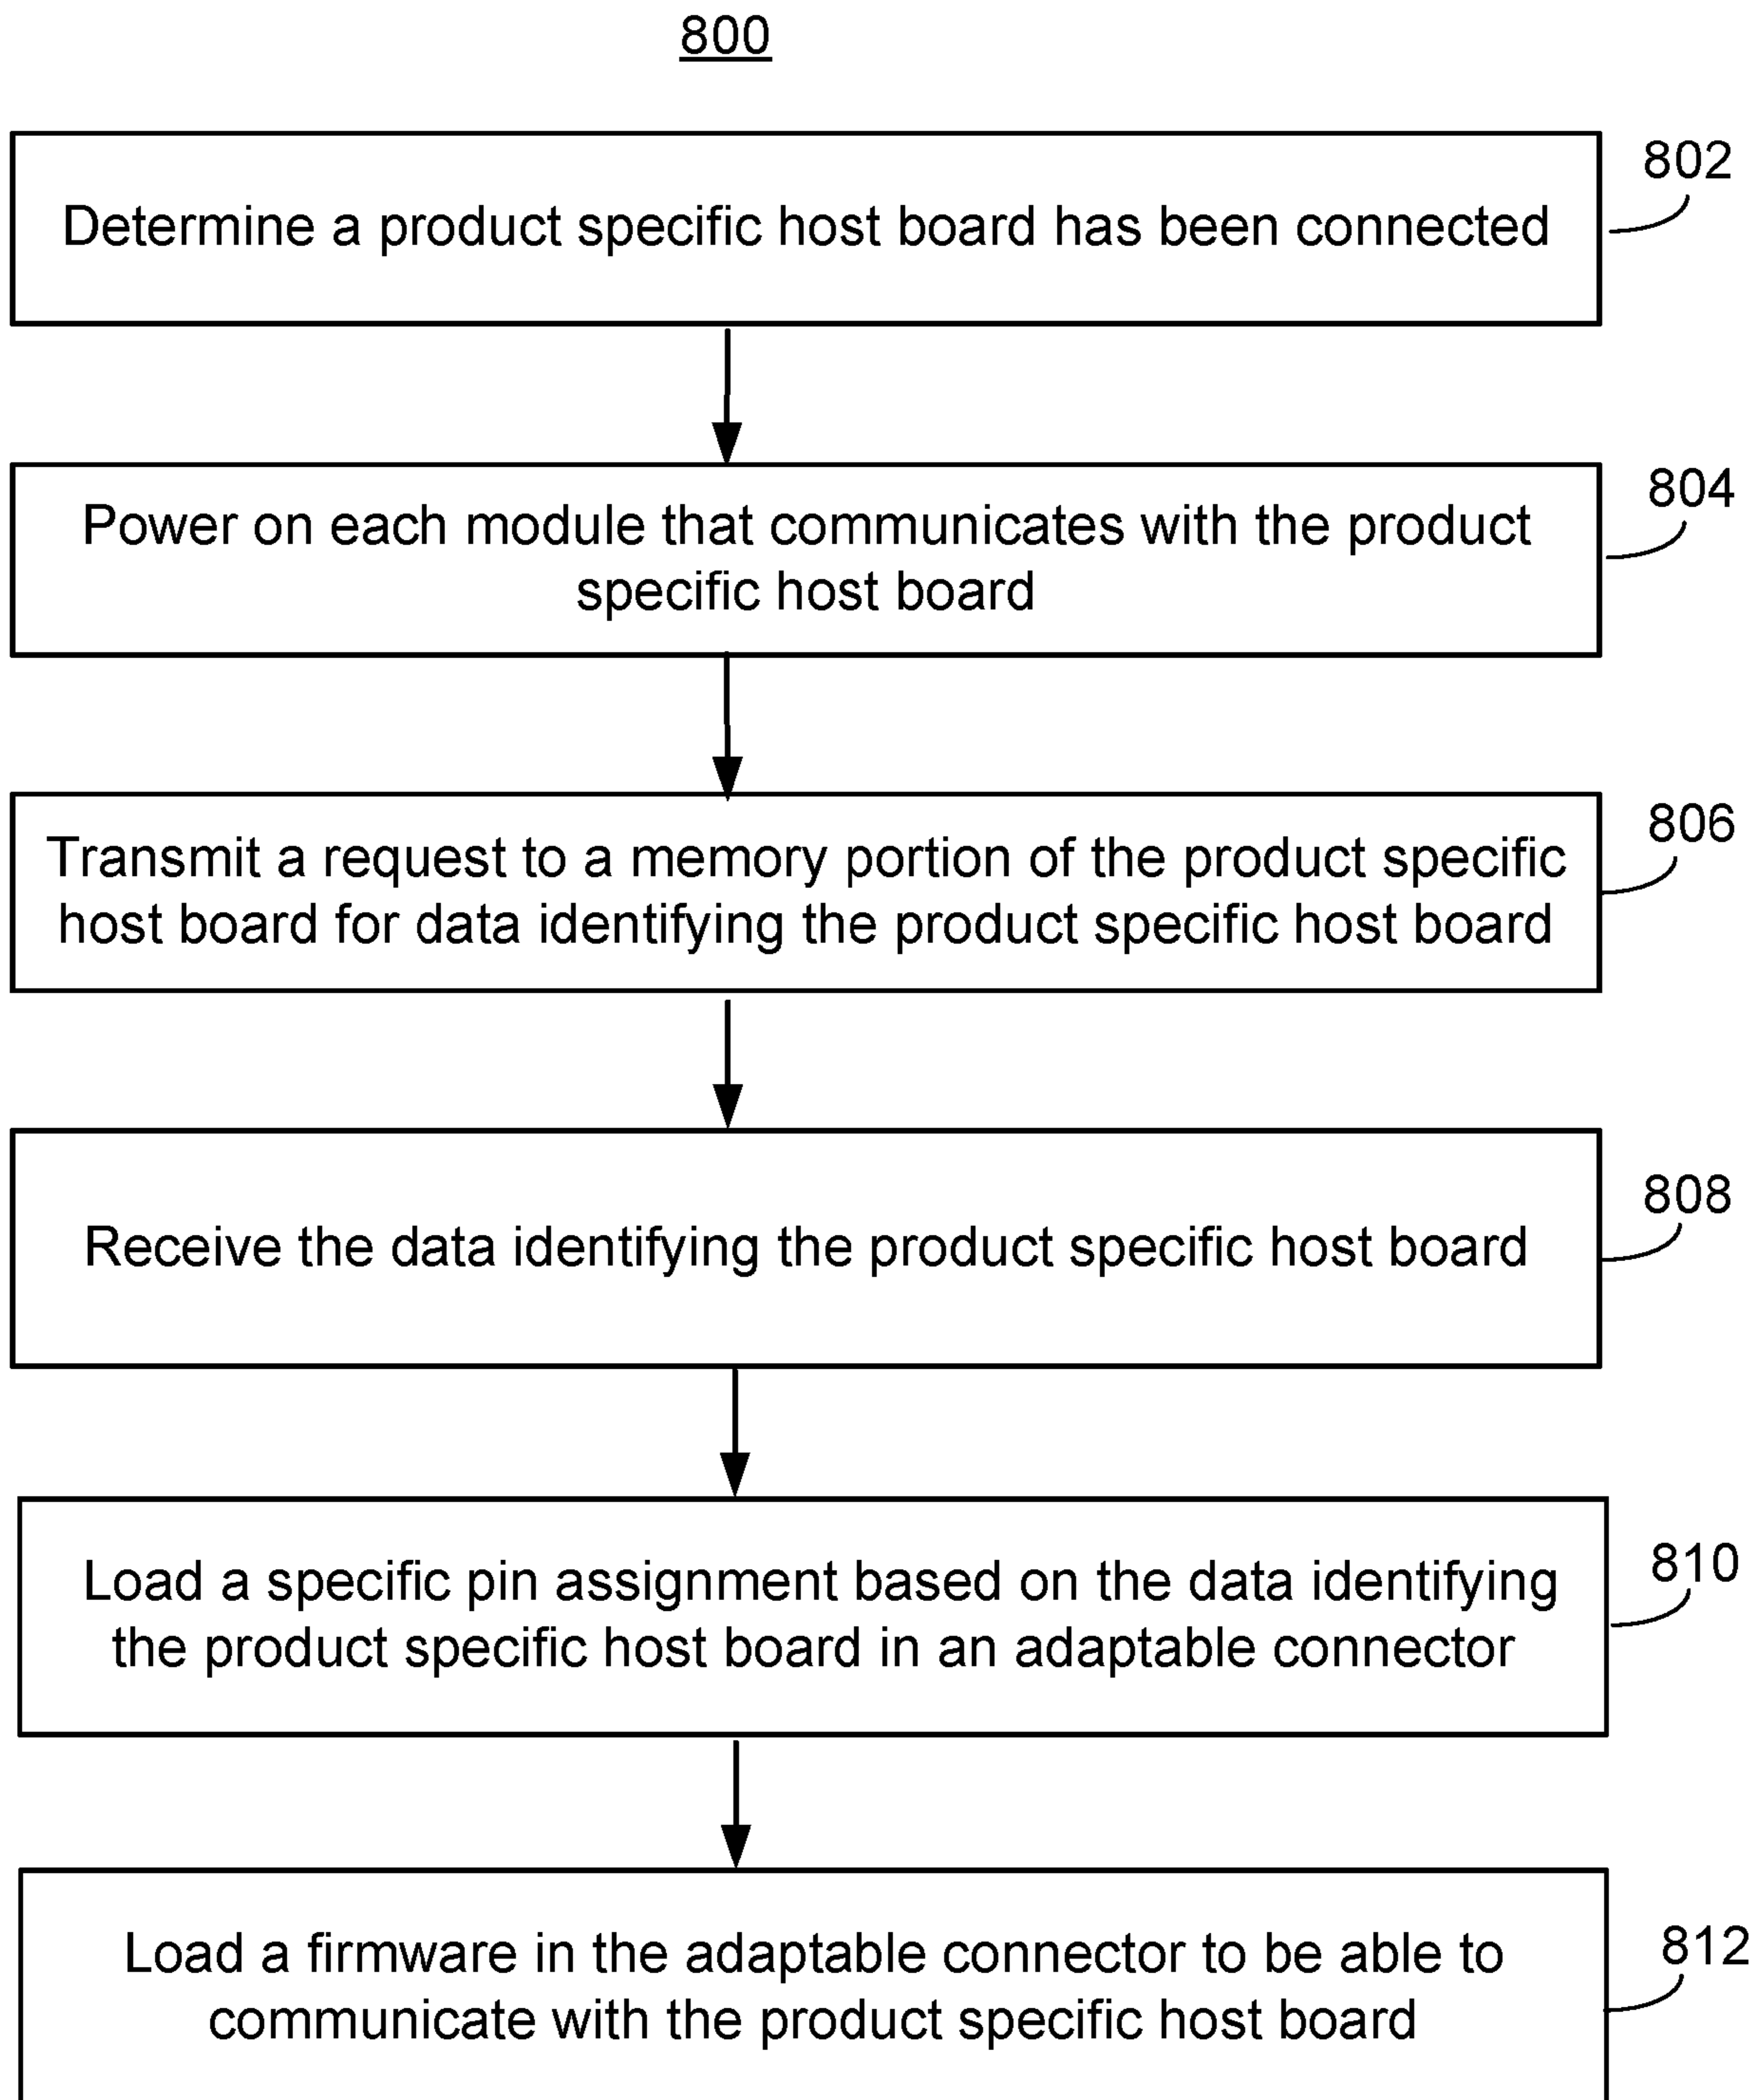 800
802
Determine a product specific host board has been connected
804
Power on each module that communicates with the product
specific host board
806
Transmit a request to a memory portion of the product specific
host board for data identifying the product specific host board
808
Receive the data identifying the product specific host board
810
Load a specific pin assignment based on the data identifying
the product specific host board in an adaptable connector
812
Load a firmware in the adaptable connector to be able to
communicate with the product specific host board